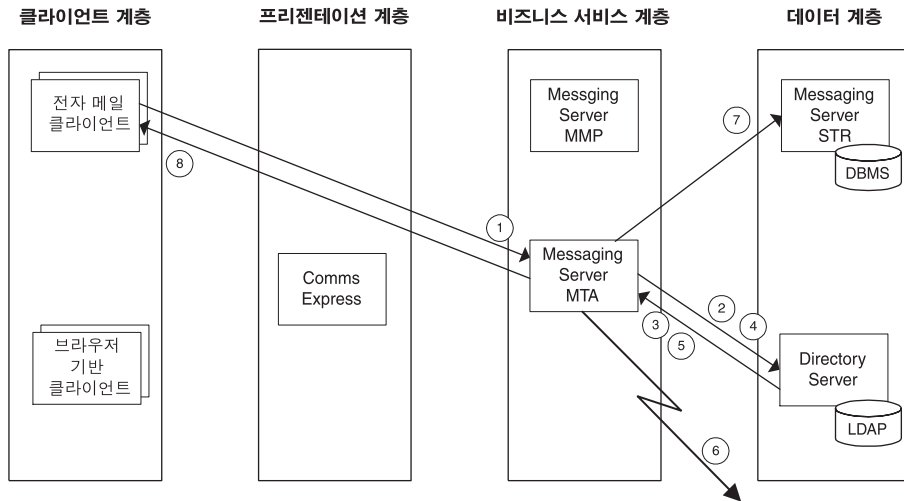 클라이언트 계층
프리젠테이션 계층
비즈니스 서비스 계층
데이터 계층
전자 메일
클라이언트
Messging
Server
MMP
Messaging
Server
STR
DBMS
7
8
1
Comms
Express
Messaging
Server
MTA
2
3
4
5
브라우저
기반
클라이언트
Directory
Server
LDAP
6